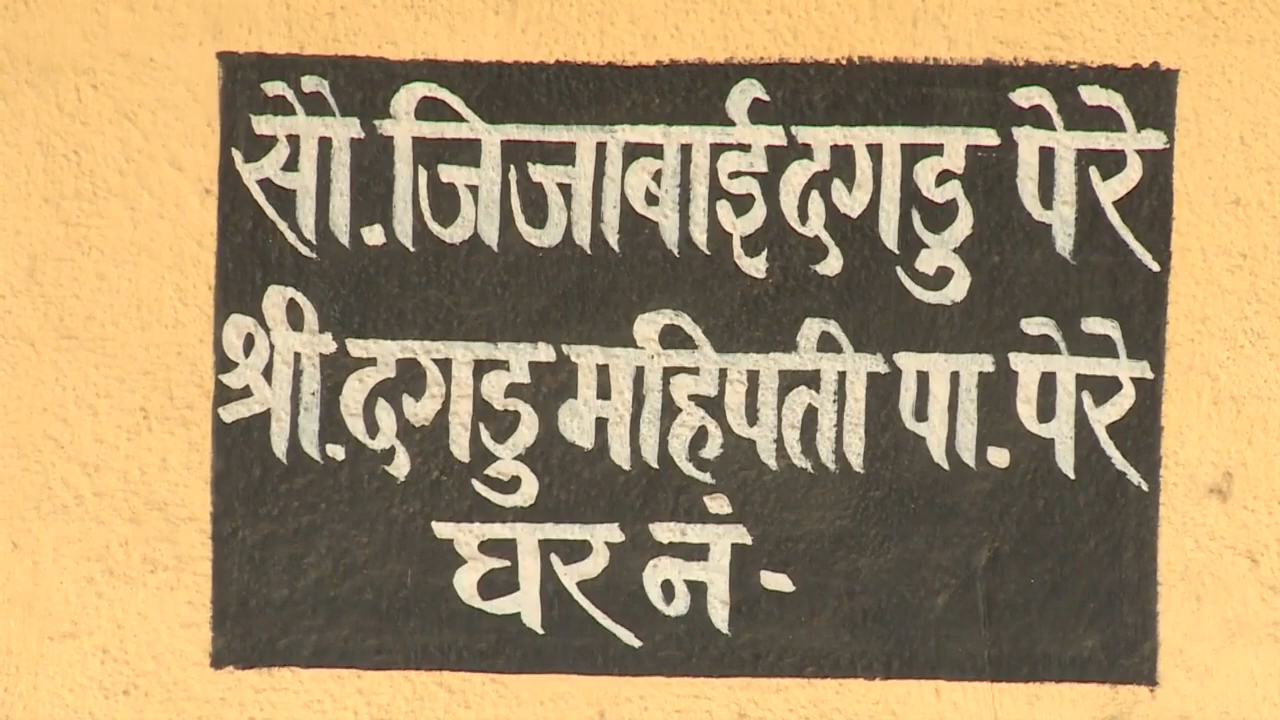 सौ. जिजाबाई दगडु पेरे
श्री. दगडु महिपती पा. पेरे
घर नं -